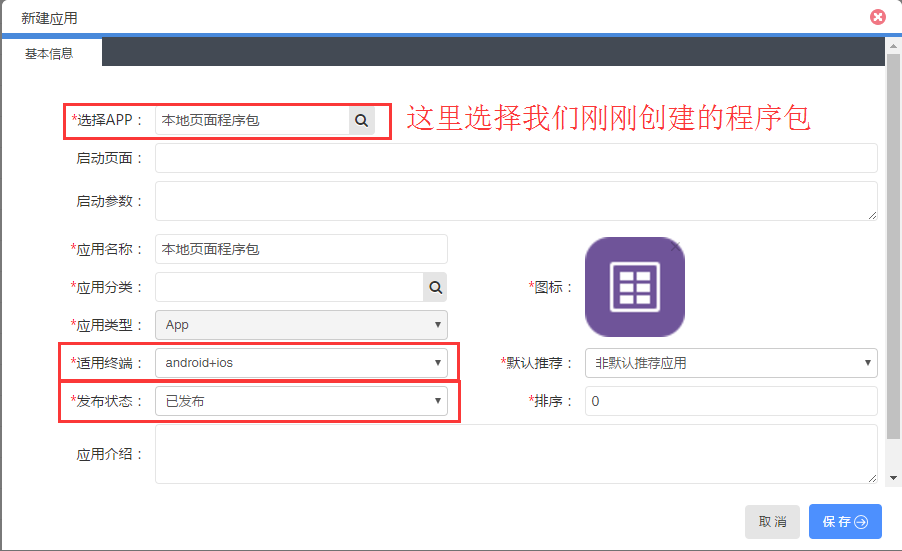 新建应用
基本信息
*选择APP： 本地页面程序包 这里选择我们刚刚创建的程序包
启动页面：
启动参数：
*应用名称： 本地页面程序包
*应用分类： *图标：
*应用类型： App
*适用终端： android+ios *默认推荐： 非默认推荐应用
*发布状态： 已发布 *排序： 0
应用介绍：
取消 保存